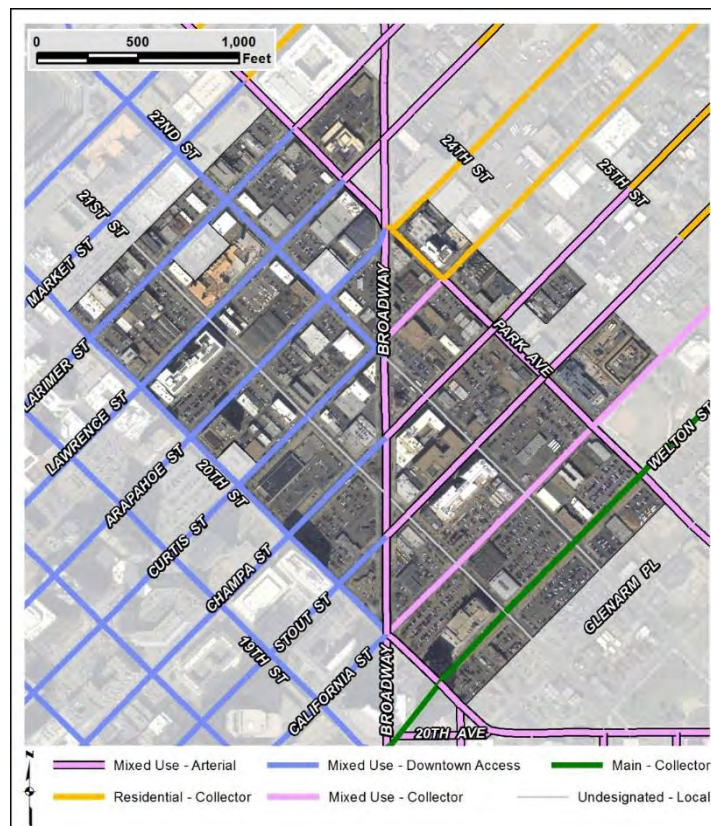 0 500 1,000
Feet
22ND ST
21ST ST
MARKET ST
LARIMER ST
LAWRENCE ST
ARAPAHOE ST
20TH ST
CURTIS ST
CHAMPA ST
STOUT ST
19TH ST
CALIFORNIA ST
BROADWAY
BROADWAY
24TH ST
25TH ST
PARK AVE
WELTON ST
GLENARM PL
20TH AVE
N
Mixed Use - Arterial Mixed Use - Downtown Access Main - Collector
Residential - Collector Mixed Use - Collector Undesignated - Local